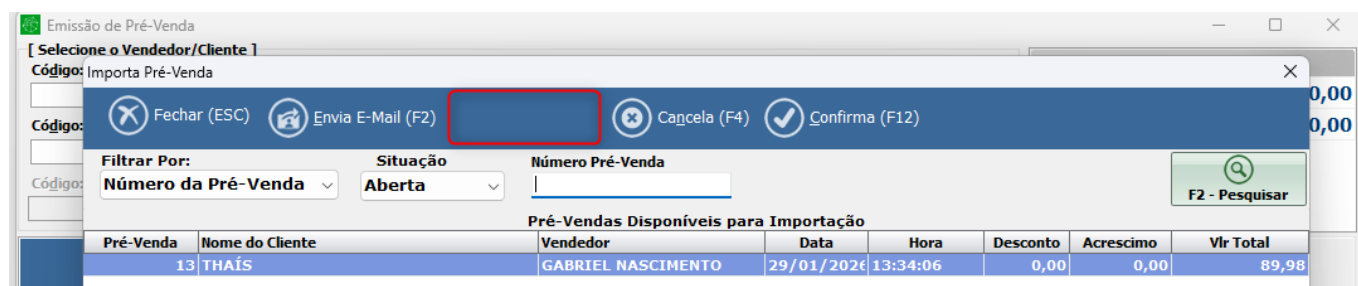 Emissão de Pré-Venda
[ Selecione o Vendedor/Cliente ]
Código:
Importa Pré-Venda
Fechar (ESC) Envia E-Mail (F2) Cancela (F4) Confirma (F12)
0,00
Código:
0,00
Filtrar Por: Situação Número Pré-Venda
Código:
Número da Pré-Venda Aberta
F2 - Pesquisar
Pré-Vendas Disponíveis para Importação
Pré-Venda Nome do Cliente Vendedor Data Hora Desconto Acrescimo Vlr Total
13 THAÍS GABRIEL NASCIMENTO 29/01/2026 13:34:06 0,00 0,00 89,98